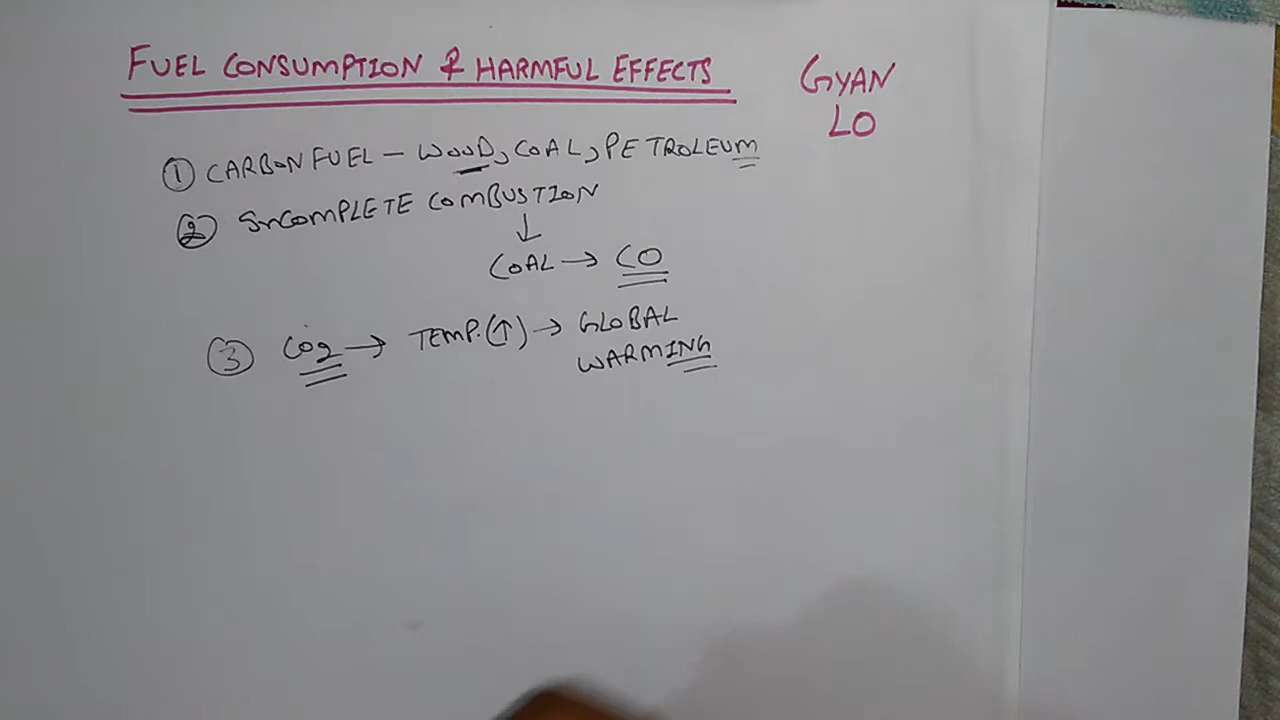 FUEL CONSUMPTION & HARMFUL EFFECTS
GYAN
LO
① CARBON FUEL - WOOD, COAL, PETROLEUM
② INCOMPLETE COMBUSTION
↓
COAL → CO
③ CO2 → TEMP.(↑) → GLOBAL
WARMING